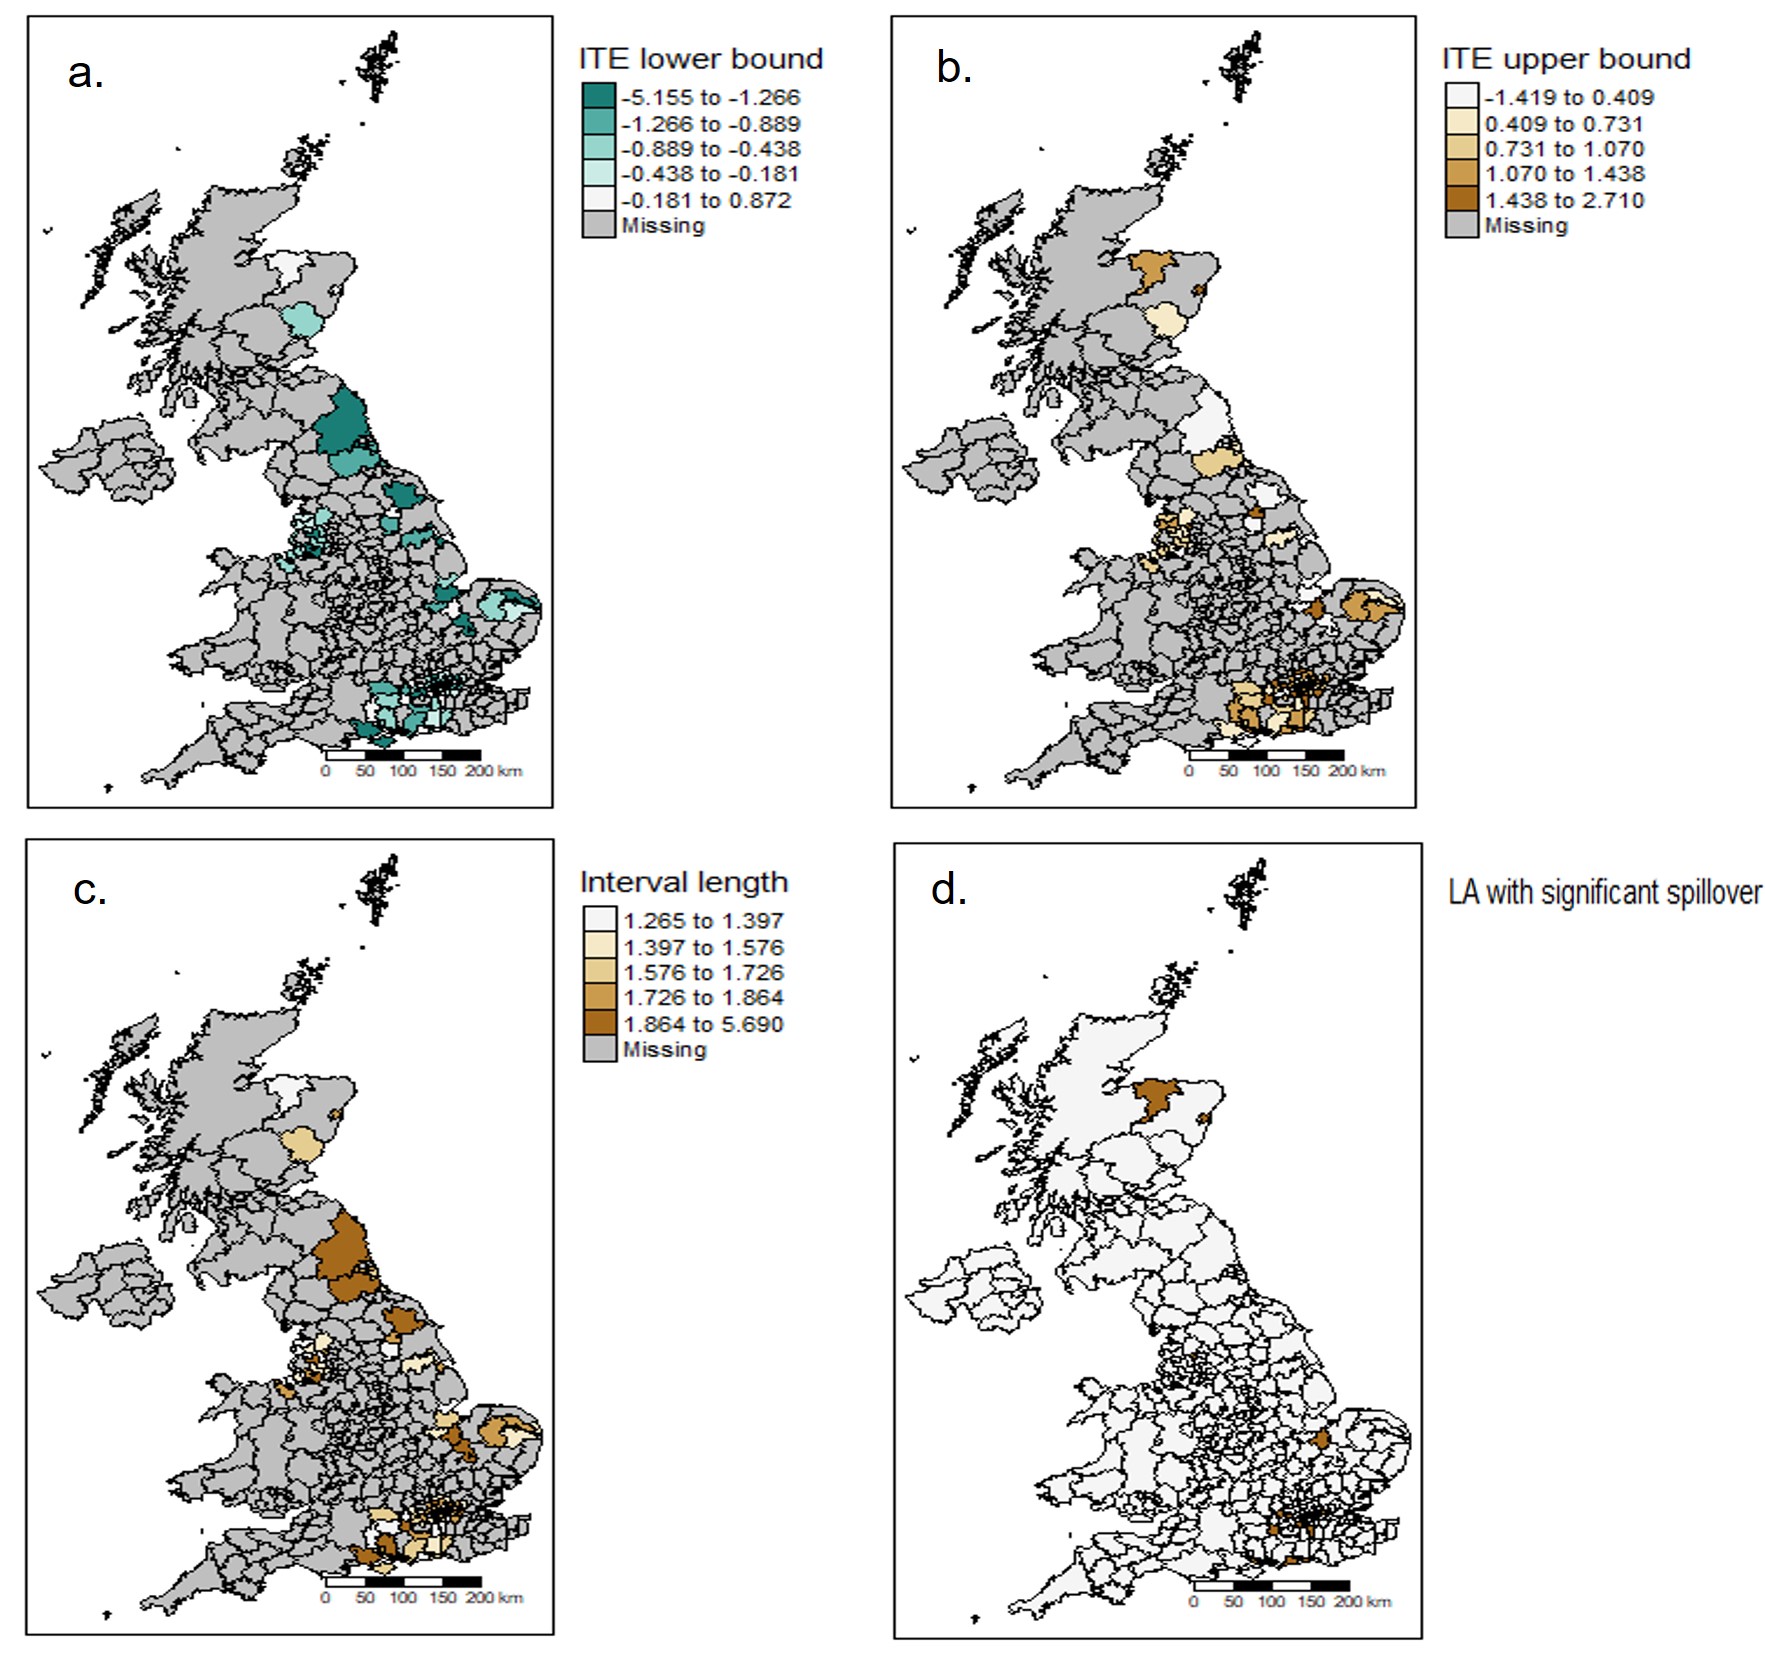 a.
ITE lower bound
-5.155 to -1.266
-1.266 to -0.889
-0.889 to -0.438
-0.438 to -0.181
-0.181 to 0.872
Missing
0 50 100 150 200 km
b.
ITE upper bound
-1.419 to 0.409
0.409 to 0.731
0.731 to 1.070
1.070 to 1.438
1.438 to 2.710
Missing
0 50 100 150 200 km
c.
Interval length
1.265 to 1.397
1.397 to 1.576
1.576 to 1.726
1.726 to 1.864
1.864 to 5.690
Missing
0 50 100 150 200 km
d.
LA with significant spillover
0 50 100 150 200 km